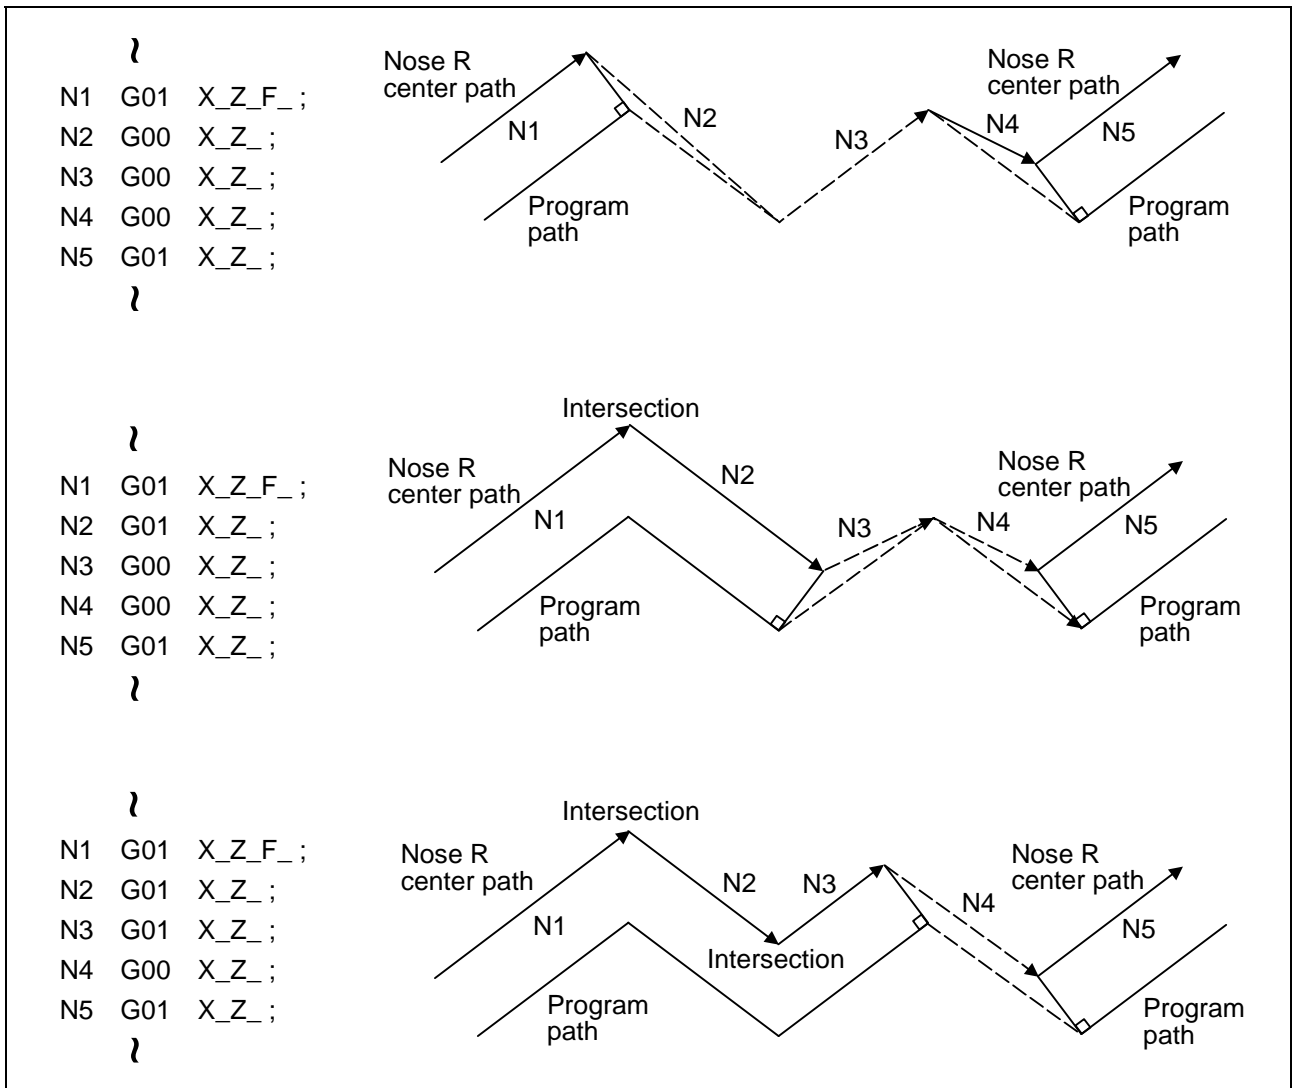 N1 G01 X_Z_F_ ;
N2 G00 X_Z_ ;
N3 G00 X_Z_ ;
N4 G00 X_Z_ ;
N5 G01 X_Z_ ;
Nose R
center path
N1
Program
path
N2
N3
N4
Nose R
center path
N5
Program
path
N1 G01 X_Z_F_ ;
N2 G01 X_Z_ ;
N3 G00 X_Z_ ;
N4 G00 X_Z_ ;
N5 G01 X_Z_ ;
Intersection
Nose R
center path
N1
Program
path
N2
N3
N4
Nose R
center path
N5
Program
path
N1 G01 X_Z_F_ ;
N2 G01 X_Z_ ;
N3 G01 X_Z_ ;
N4 G00 X_Z_ ;
N5 G01 X_Z_ ;
Intersection
Nose R
center path
N1
Program
path
N2
N3
Intersection
N4
Nose R
center path
N5
Program
path